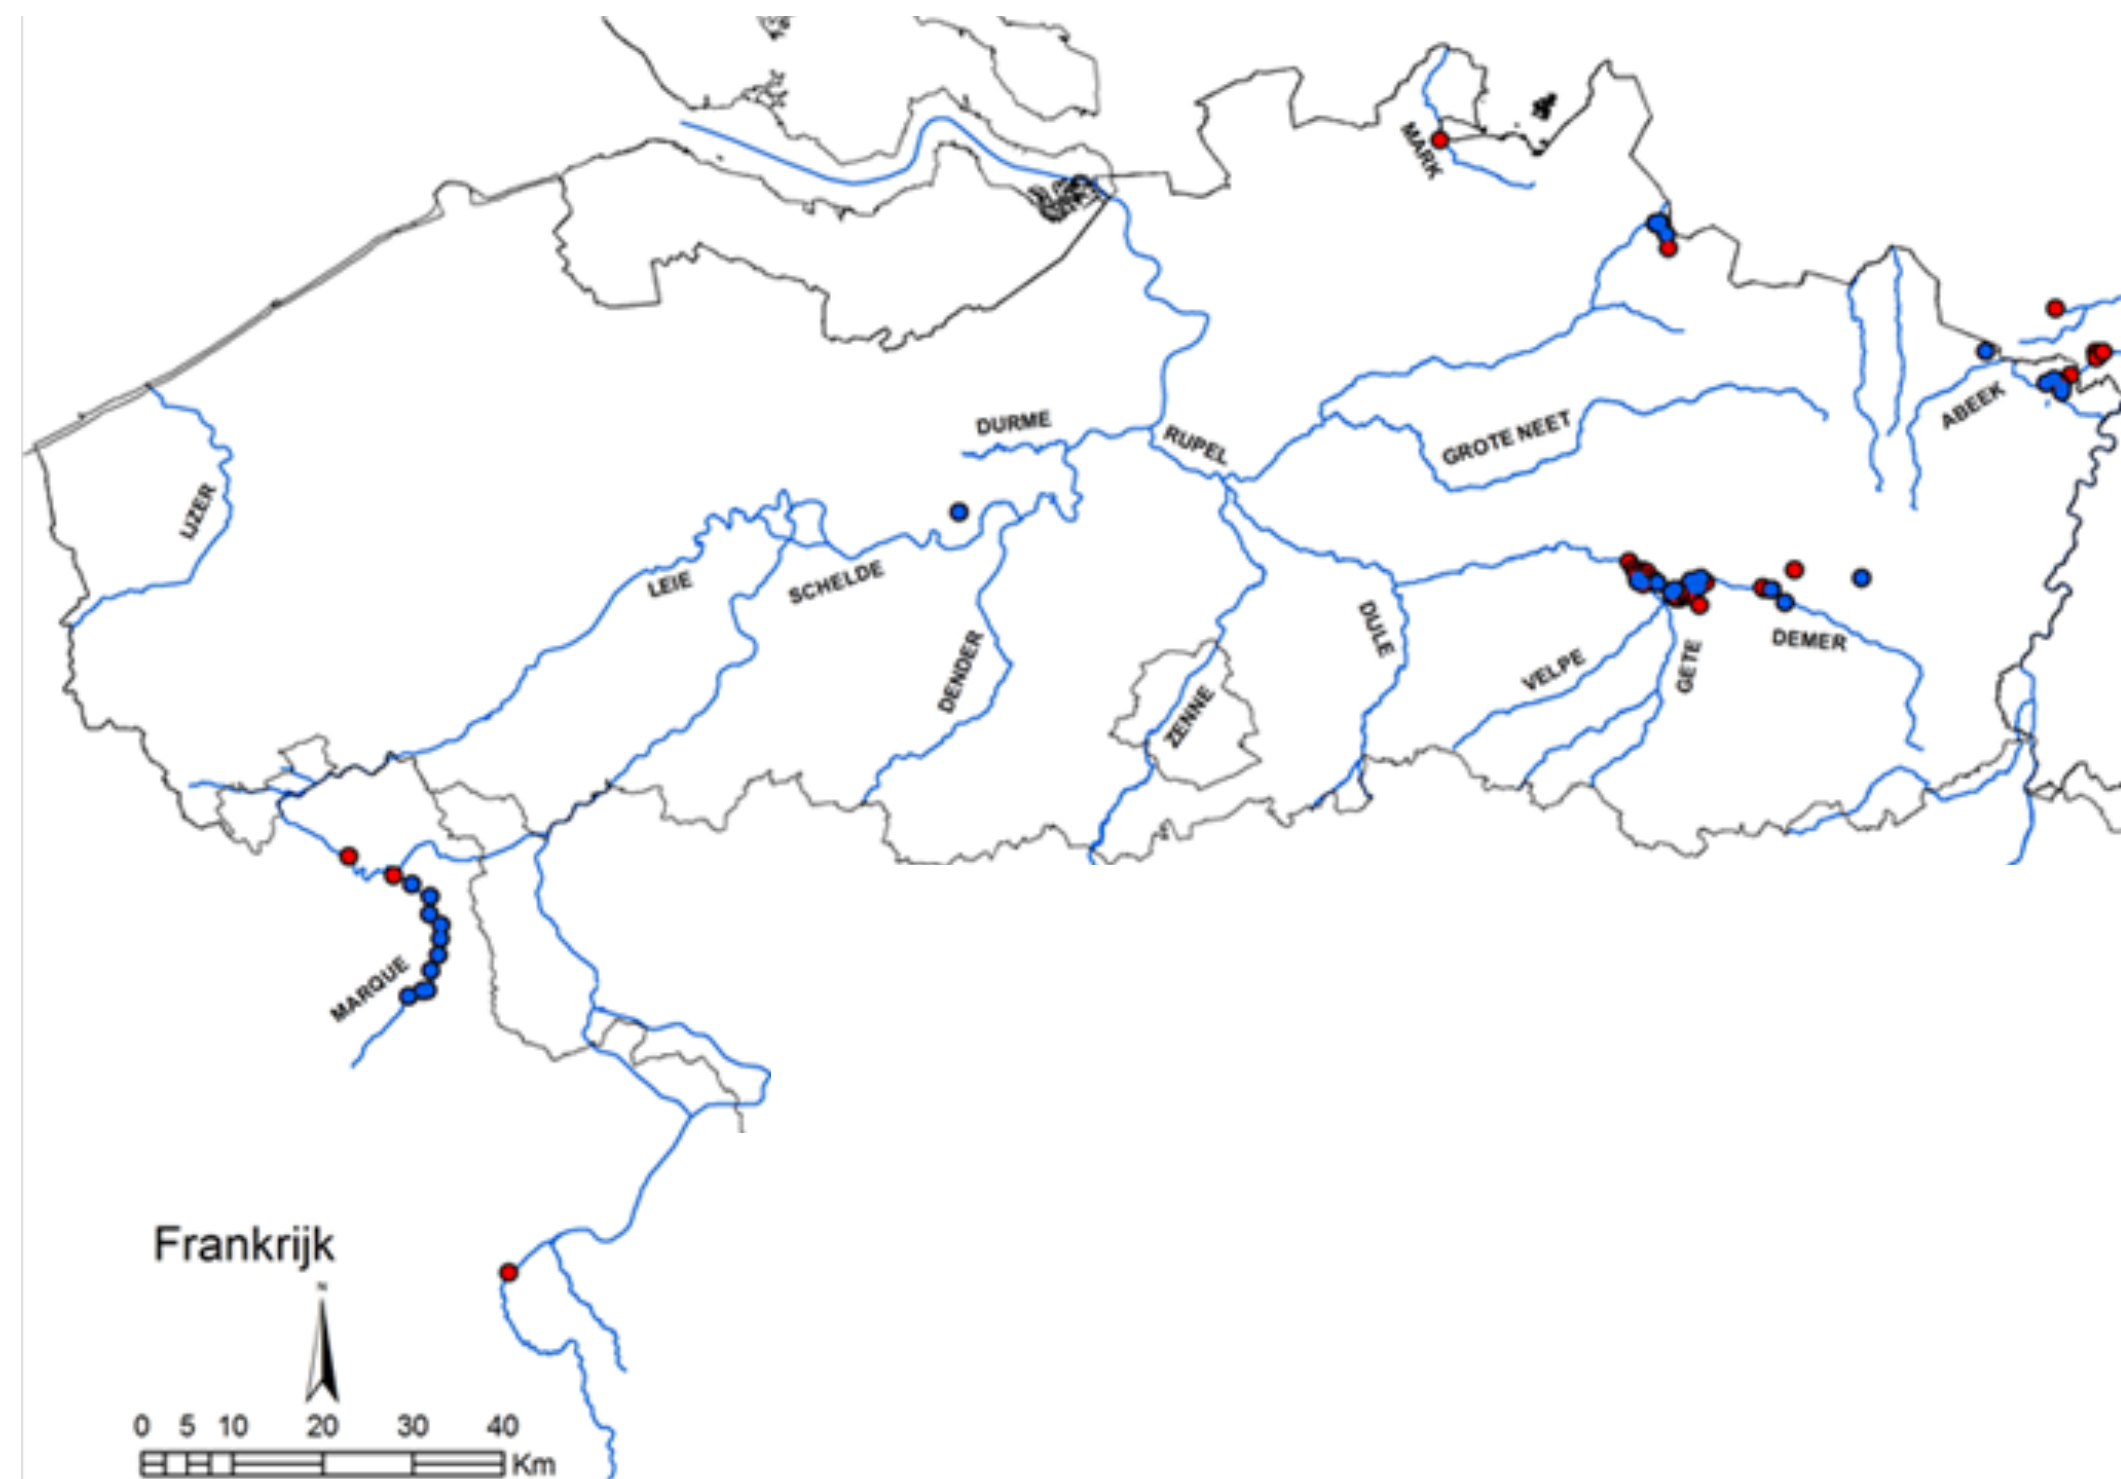 MARK
DURME
RUPEL
GROTE NEET
ABEEK
IJZER
LEIE
SCHELDE
DENDER
ZENNE
DIJLE
VELPE
GETE
DEMER
MARQUE
Frankrijk
N
0 5 10 20 30 40
Km